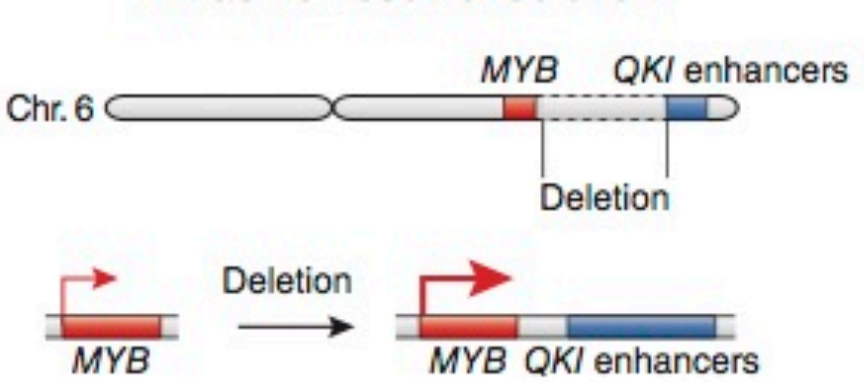 MYB QKI enhancers
Chr. 6
Deletion
Deletion
MYB
MYB QKI enhancers